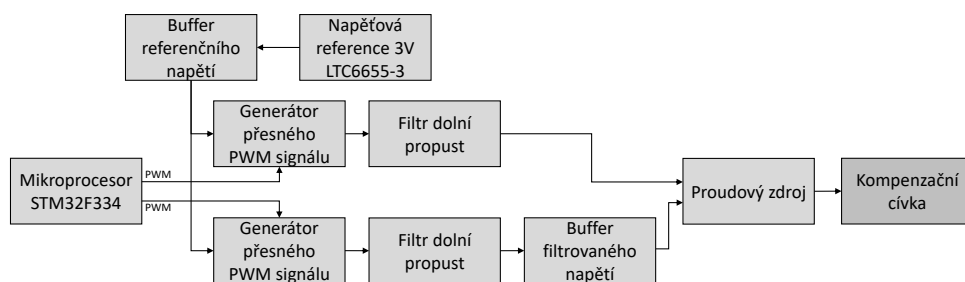 Buffer
referenčního
napětí
Napěťová
reference 3V
LTC6655-3
Generátor
přesného
PWM signálu
Filtr dolní
propust
Mikroprocesor
STM32F334
PWM
PWM
Proudový zdroj
Kompenzační
cívka
Generátor
přesného
PWM signálu
Filtr dolní
propust
Buffer
filtrovaného
napětí